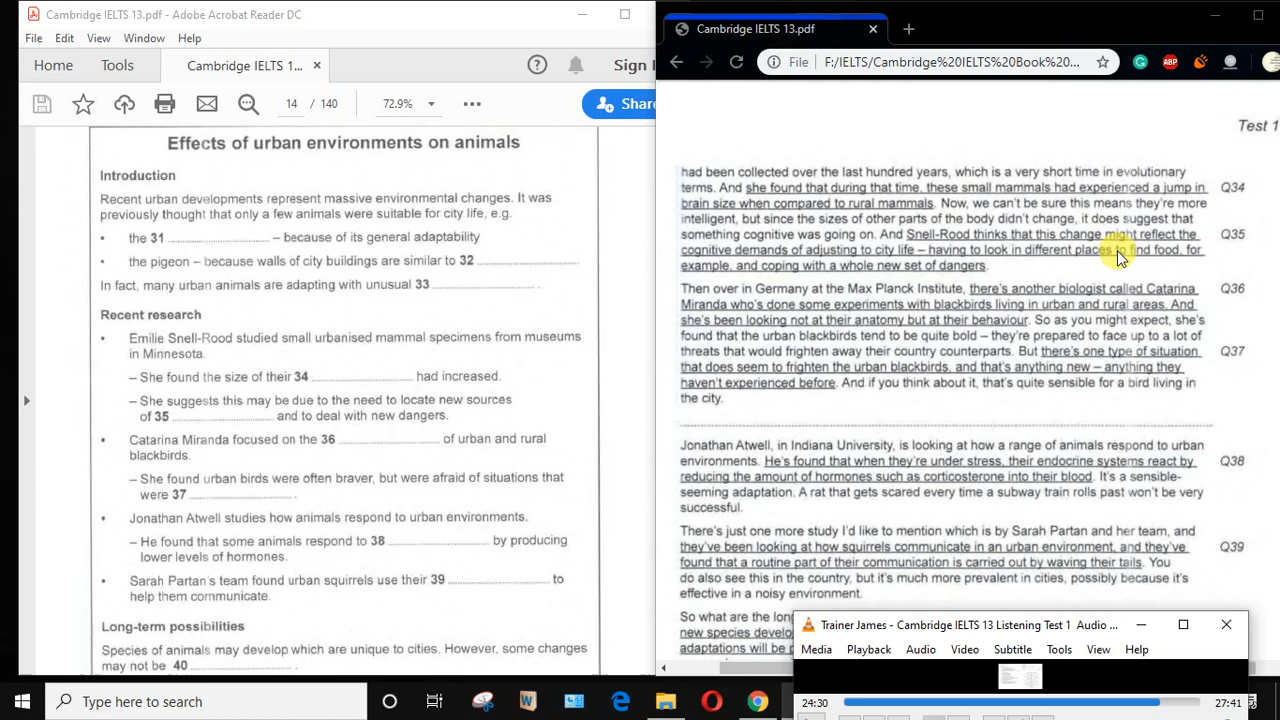 Cambridge IELTS 13.pdf - Adobe Acrobat Reader DC
File Edit View Window Help
Home Tools Cambridge IELTS 1... × ? Sign I
14 / 140 72.9% Share
Effects of urban environments on animals
Introduction
Recent urban developments represent massive environmental changes. It was
previously thought that only a few animals were suitable for city life, e.g.
• the 31 .................... – because of its general adaptability
• the pigeon – because walls of city buildings are similar to 32 ....................
In fact, many urban animals are adapting with unusual 33 .................... .
Recent research
• Emilie Snell-Rood studied small urbanised mammal specimens from museums
in Minnesota.
– She found the size of their 34 .................... had increased.
– She suggests this may be due to the need to locate new sources
of 35 .................... and to deal with new dangers.
• Catarina Miranda focused on the 36 .................... of urban and rural
blackbirds.
– She found urban birds were often braver, but were afraid of situations that
were 37 .................... .
• Jonathan Atwell studies how animals respond to urban environments.
– He found that some animals respond to 38 .................... by producing
lower levels of hormones.
• Sarah Partan's team found urban squirrels use their 39 .................... to
help them communicate.
Long-term possibilities
Species of animals may develop which are unique to cities. However, some changes
may not be 40 .................... .
Cambridge IELTS 13.pdf
File F:/IELTS/Cambridge%20IELTS%20Book%20...
ABP
Test 1
had been collected over the last hundred years, which is a very short time in evolutionary
terms. And she found that during that time, these small mammals had experienced a jump in Q34
brain size when compared to rural mammals. Now, we can't be sure this means they're more
intelligent, but since the sizes of other parts of the body didn't change, it does suggest that
something cognitive was going on. And Snell-Rood thinks that this change might reflect the Q35
cognitive demands of adjusting to city life – having to look in different places to find food, for
example, and coping with a whole new set of dangers.
Then over in Germany at the Max Planck Institute, there's another biologist called Catarina Q36
Miranda who's done some experiments with blackbirds living in urban and rural areas. And
she's been looking not at their anatomy but at their behaviour. So as you might expect, she's
found that the urban blackbirds tend to be quite bold – they're prepared to face up to a lot of
threats that would frighten away their country counterparts. But there's one type of situation Q37
that does seem to frighten the urban blackbirds, and that's anything new – anything they
haven't experienced before. And if you think about it, that's quite sensible for a bird living in
the city.
Jonathan Atwell, in Indiana University, is looking at how a range of animals respond to urban
environments. He's found that when they're under stress, their endocrine systems react by Q38
reducing the amount of hormones such as corticosterone into their blood. It's a sensible-
seeming adaptation. A rat that gets scared every time a subway train rolls past won't be very
successful.
There's just one more study I'd like to mention which is by Sarah Partan and her team, and
they've been looking at how squirrels communicate in an urban environment, and they've Q39
found that a routine part of their communication is carried out by waving their tails. You
do also see this in the country, but it's much more prevalent in cities, possibly because it's
effective in a noisy environment.
So what are the lon
new species develo
adaptations will be p
Trainer James - Cambridge IELTS 13 Listening Test 1 Audio ...
Media Playback Audio Video Subtitle Tools View Help
24:30 27:41
Type here to search